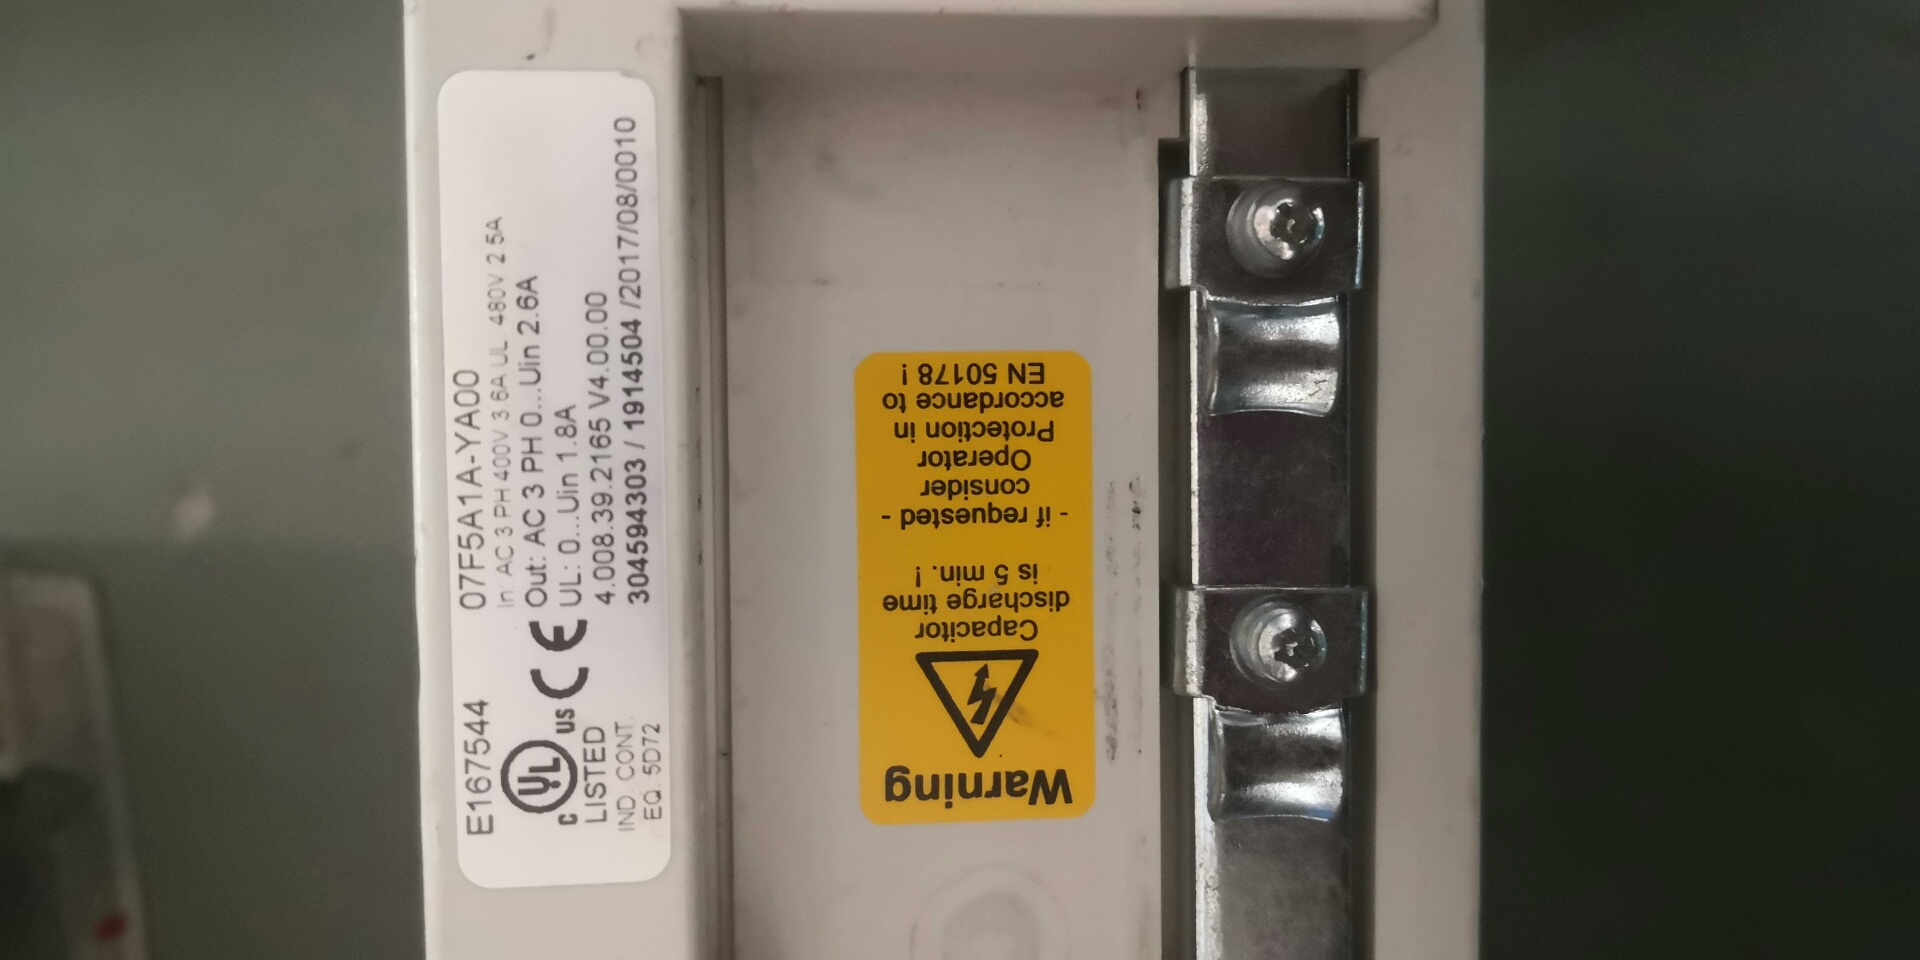 E167544 07F5A1A-YA00
In: AC 3 PH 400V 3 6A UL 480V 2 5A
Out: AC 3 PH 0...Uin 2.6A
UL: 0...Uin 1.8A
4.008.39.2165 V4.00.00
304594303 / 1914504 /2017/08/0010
C UL US CE
LISTED
IND. CONT.
EQ. 5D72
Warning
Capacitor
discharge time
is 5 min. !
- if requested -
consider
Operator
Protection in
accordance to
EN 50178 !